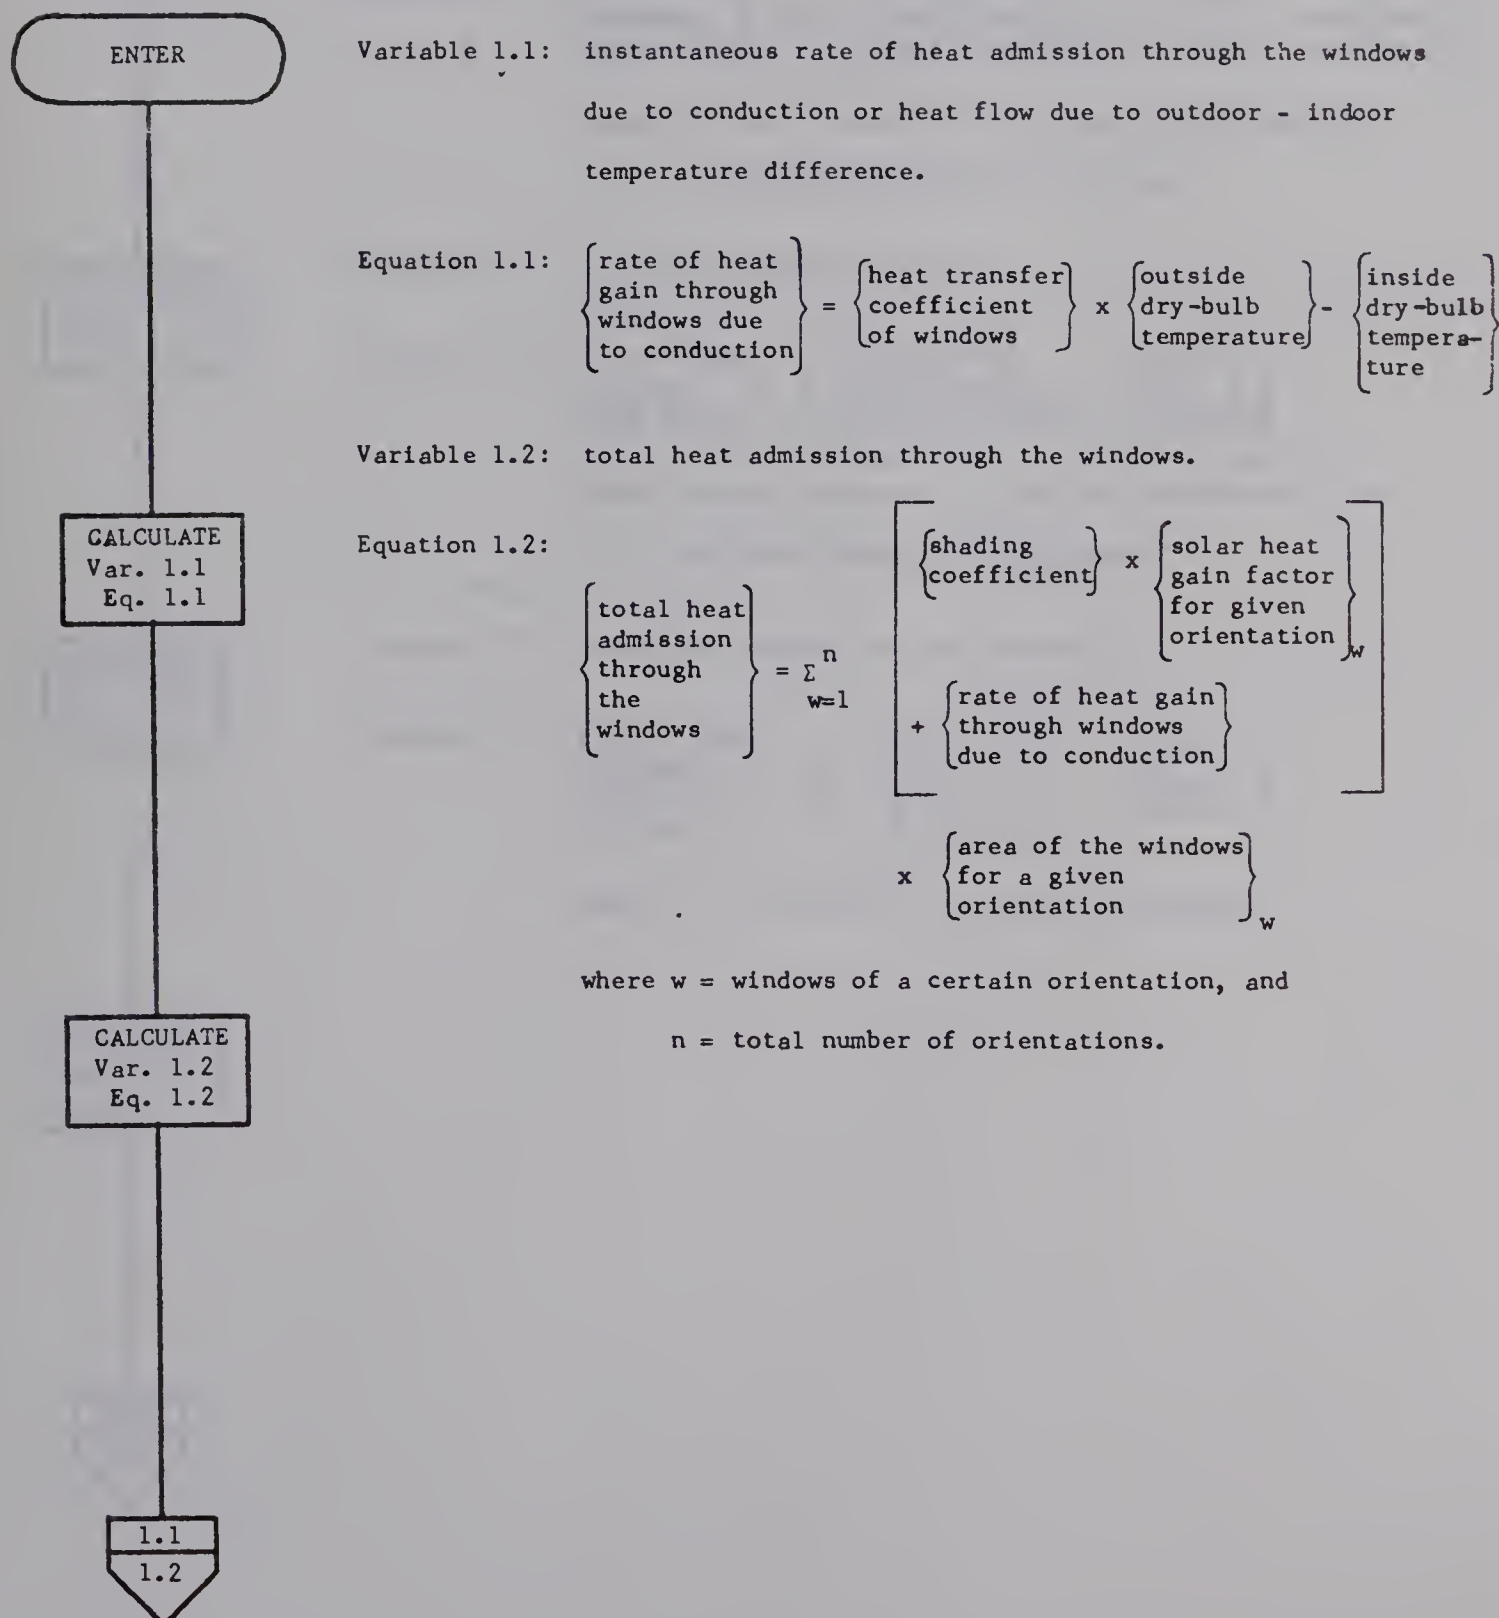 ENTER
Variable 1.1: instantaneous rate of heat admission through the windows
due to conduction or heat flow due to outdoor - indoor
temperature difference.
Equation 1.1: {rate of heat gain through windows due to conduction} = {heat transfer coefficient of windows} x {outside dry-bulb temperature} - {inside dry-bulb tempera- ture}
Variable 1.2: total heat admission through the windows.
CALCULATE
Var. 1.1
Eq. 1.1
Equation 1.2:
{total heat admission through the windows} = Σ n w=1 [ {shading coefficient} x {solar heat gain factor for given orientation} w
+ {rate of heat gain through windows due to conduction} ]
x {area of the windows for a given orientation} w
where w = windows of a certain orientation, and
n = total number of orientations.
CALCULATE
Var. 1.2
Eq. 1.2
1.1
1.2